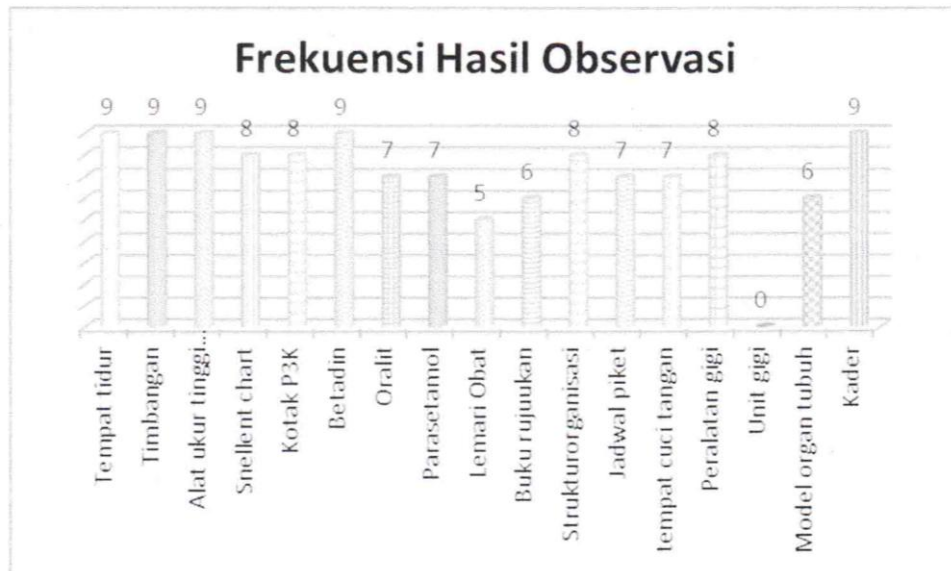 Frekuensi Hasil Observasi
9
9
9
8
8
9
7
7
5
6
8
7
7
8
0
6
9
Tempat tidur
Timbangan
Alat ukur tinggi...
Snellent chart
Kotak P3K
Betadin
Oralit
Parasetamol
Lemari Obat
Buku rujuukan
Strukturorganisasi
Jadwal piket
tempat cuci tangan
Peralatan gigi
Unit gigi
Model organ tubuh
Kader